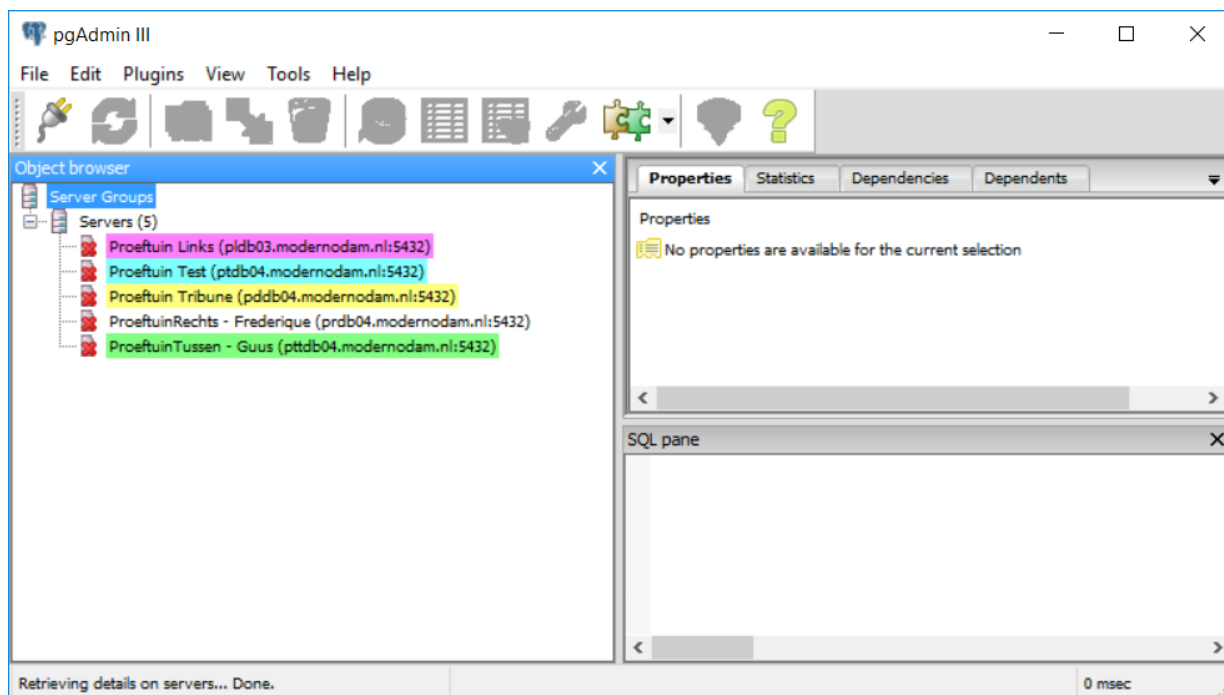 pgAdmin III
File Edit Plugins View Tools Help
Object browser
Server Groups
Servers (5)
Proeftuin Links (pldb03.modernodam.nl:5432)
Proeftuin Test (ptdb04.modernodam.nl:5432)
Proeftuin Tribune (pddb04.modernodam.nl:5432)
ProeftuinRechts - Frederique (prdb04.modernodam.nl:5432)
ProeftuinTussen - Guus (pttdb04.modernodam.nl:5432)
Properties Statistics Dependencies Dependents
Properties
No properties are available for the current selection
SQL pane
Retrieving details on servers... Done.
0 msec